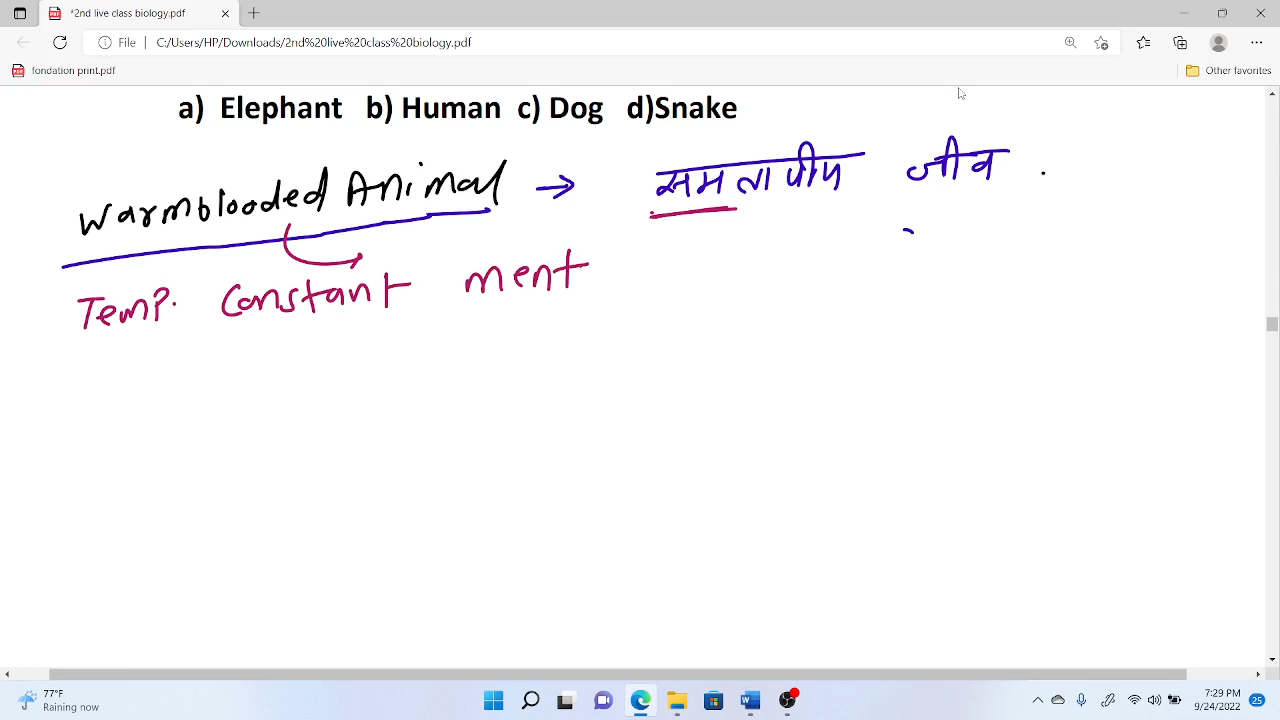 *2nd live class biology.pdf
File C:/Users/HP/Downloads/2nd%20live%20class%20biology.pdf
fondation print.pdf Other favorites
a) Elephant b) Human c) Dog d)Snake
Warmblooded Animal → समतापीय जीव .
Temp. Constant ment
77°F
Raining now
7:29 PM
9/24/2022
25